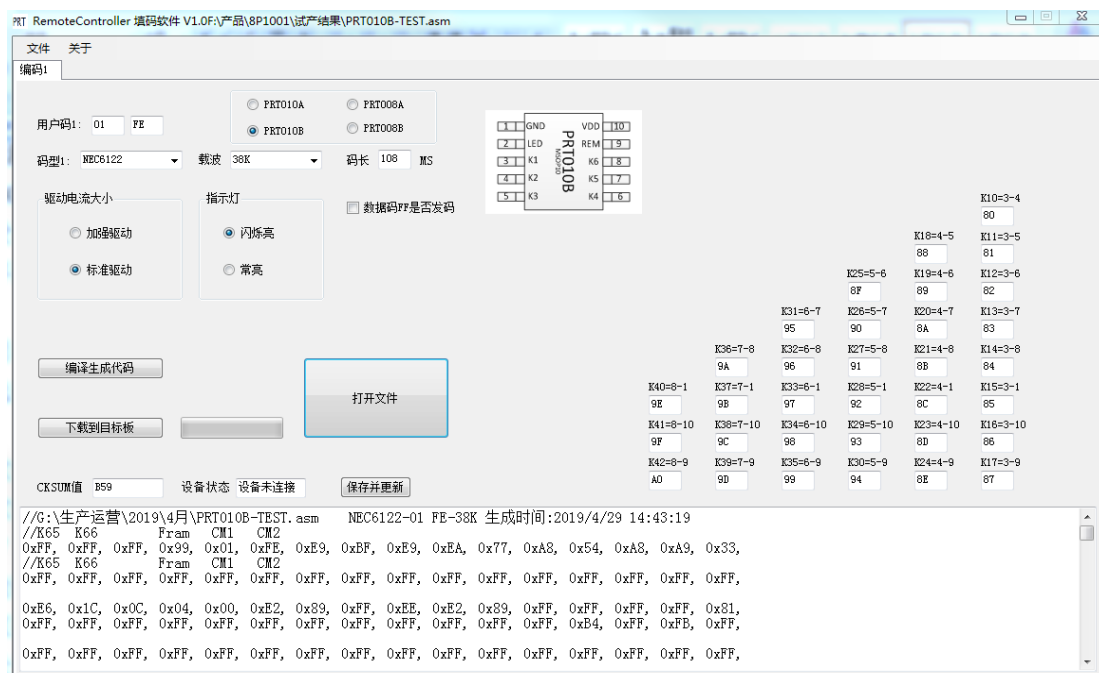 PRT RemoteController 填码软件 V1.0F:\产品\8P1001\试产结果\PRT010B-TEST.asm
文件 关于
编码1
用户码1: 01 FE
PRT010A PRT008A
PRT010B PRT008B
码型1: NEC6122 载波 38K 码长 108 MS
驱动电流大小
加强驱动
标准驱动
指示灯
闪烁亮
常亮
数据码FF是否发码
1 GND VDD 10
2 LED REM 9
3 K1 K6 8
4 K2 K5 7
5 K3 K4 6
PRT010B
MSOP10
K10=3-4
80
K18=4-5 K11=3-5
88 81
K25=5-6 K19=4-6 K12=3-6
8F 89 82
K31=6-7 K26=5-7 K20=4-7 K13=3-7
95 90 8A 83
K36=7-8 K32=6-8 K27=5-8 K21=4-8 K14=3-8
9A 96 91 8B 84
K40=8-1 K37=7-1 K33=6-1 K28=5-1 K22=4-1 K15=3-1
9E 9B 97 92 8C 85
K41=8-10 K38=7-10 K34=6-10 K29=5-10 K23=4-10 K16=3-10
9F 9C 98 93 8D 86
K42=8-9 K39=7-9 K35=6-9 K30=5-9 K24=4-9 K17=3-9
A0 9D 99 94 8E 87
编译生成代码
打开文件
下载到目标板
CKSUM值 B59 设备状态 设备未连接 保存并更新
//G:\生产运营\2019\4月\PRT010B-TEST.asm NEC6122-01 FE-38K 生成时间:2019/4/29 14:43:19
//K65 K66 Fram CM1 CM2
0xFF, 0xFF, 0xFF, 0x99, 0x01, 0xFE, 0xE9, 0xBF, 0xE9, 0xEA, 0x77, 0xA8, 0x54, 0xA8, 0xA9, 0x33,
//K65 K66 Fram CM1 CM2
0xFF, 0xFF, 0xFF, 0xFF, 0xFF, 0xFF, 0xFF, 0xFF, 0xFF, 0xFF, 0xFF, 0xFF, 0xFF, 0xFF, 0xFF, 0xFF,
0xE6, 0x1C, 0x0C, 0x04, 0x00, 0xE2, 0x89, 0xFF, 0xEE, 0xE2, 0x89, 0xFF, 0xFF, 0xFF, 0xFF, 0x81,
0xFF, 0xFF, 0xFF, 0xFF, 0xFF, 0xFF, 0xFF, 0xFF, 0xFF, 0xFF, 0xFF, 0xFF, 0xB4, 0xFF, 0xFB, 0xFF,
0xFF, 0xFF, 0xFF, 0xFF, 0xFF, 0xFF, 0xFF, 0xFF, 0xFF, 0xFF, 0xFF, 0xFF, 0xFF, 0xFF, 0xFF, 0xFF,